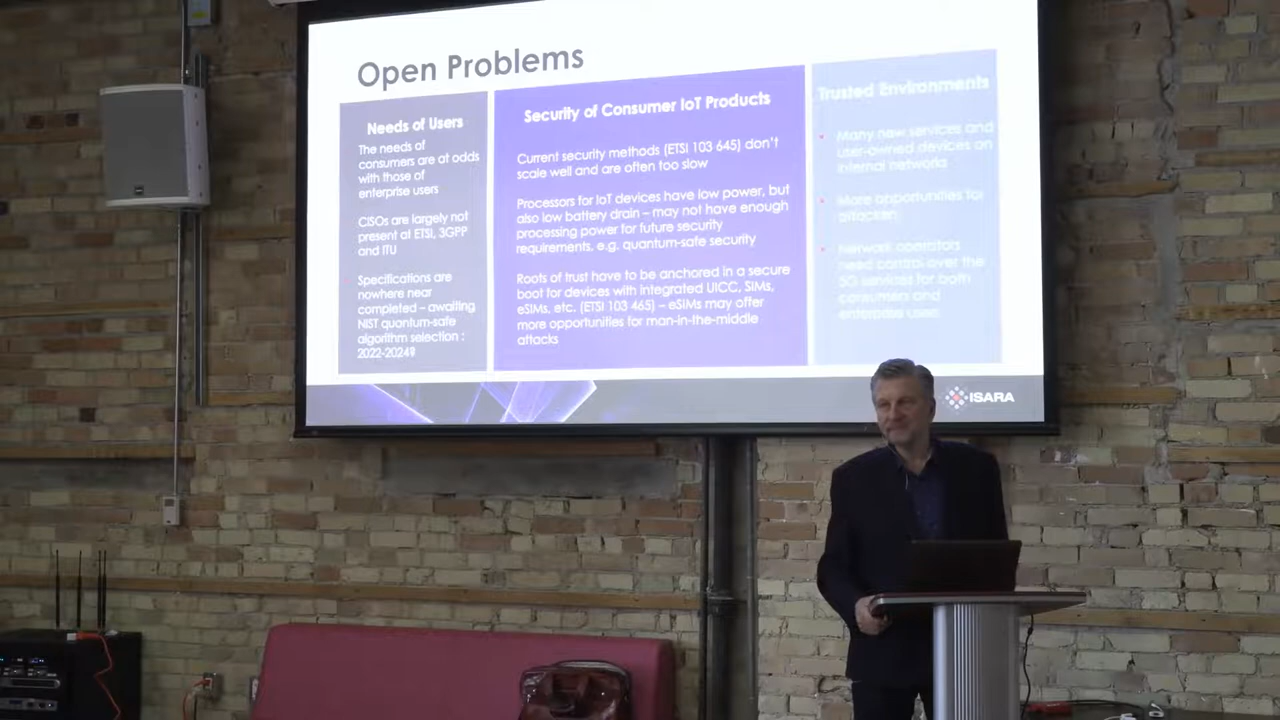 Open Problems
Needs of Users
The needs of
consumers are at odds
with those of
enterprise users
CISOs are largely not
present at ETSI, 3GPP
and ITU
Specifications are
nowhere near
completed – awaiting
NIST quantum-safe
algorithm selection :
2022-2024?
Security of Consumer IoT Products
Current security methods (ETSI 103 645) don't
scale well and are often too slow
Processors for IoT devices have low power, but
also low battery drain – may not have enough
processing power for future security
requirements, e.g. quantum-safe security
Roots of trust have to be anchored in a secure
boot for devices with integrated UICC, SIMs,
eSIMs, etc. (ETSI 103 465) – eSIMs may offer
more opportunities for man-in-the-middle
attacks
Trusted Environments
• Many new services and
user-owned devices on
internal networks
• More opportunities for
attacker
• Network operators
need control over the
5G services for both
consumers and
enterprise users
ISARA